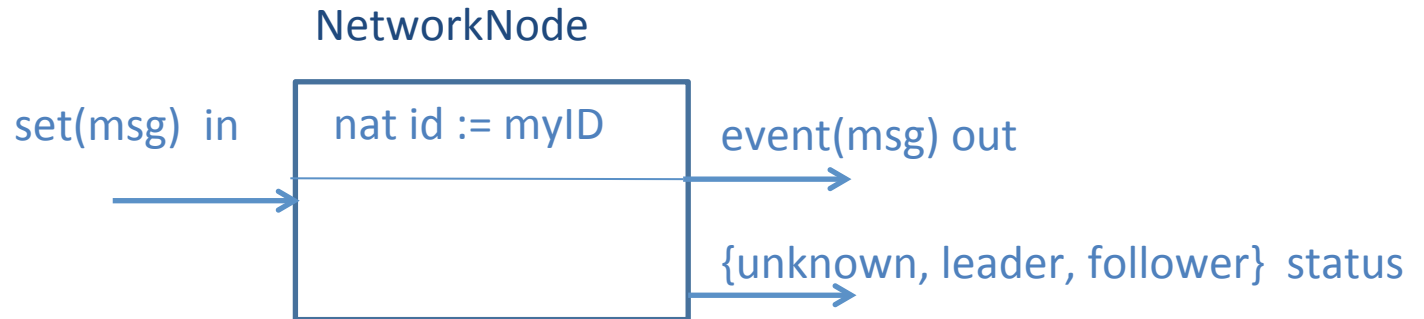 NetworkNode
set(msg) in
nat id := myID
event(msg) out
{unknown, leader, follower} status